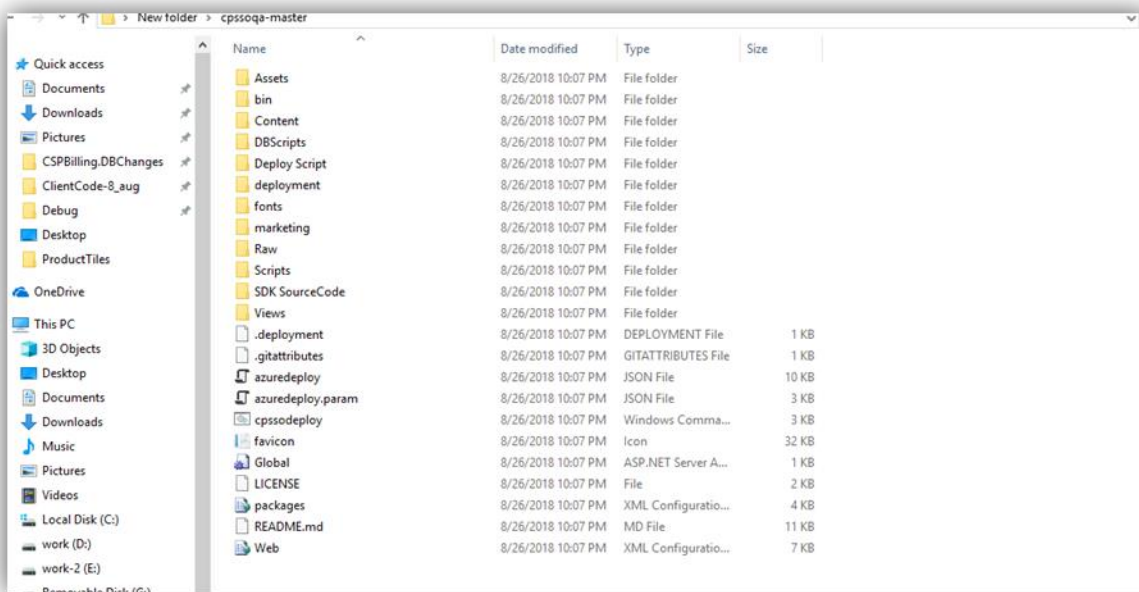 New folder > cpssoqa-master
Quick access
Documents
Downloads
Pictures
CSPBilling.DBChanges
ClientCode-8_aug
Debug
Desktop
ProductTiles
OneDrive
This PC
3D Objects
Desktop
Documents
Downloads
Music
Pictures
Videos
Local Disk (C:)
work (D:)
work-2 (E:)
Removable Disk (G:)
Name Date modified Type Size
Assets 8/26/2018 10:07 PM File folder
bin 8/26/2018 10:07 PM File folder
Content 8/26/2018 10:07 PM File folder
DBScripts 8/26/2018 10:07 PM File folder
Deploy Script 8/26/2018 10:07 PM File folder
deployment 8/26/2018 10:07 PM File folder
fonts 8/26/2018 10:07 PM File folder
marketing 8/26/2018 10:07 PM File folder
Raw 8/26/2018 10:07 PM File folder
Scripts 8/26/2018 10:07 PM File folder
SDK SourceCode 8/26/2018 10:07 PM File folder
Views 8/26/2018 10:07 PM File folder
.deployment 8/26/2018 10:07 PM DEPLOYMENT File 1 KB
.gitattributes 8/26/2018 10:07 PM GITATTRIBUTES File 1 KB
azuredeploy 8/26/2018 10:07 PM JSON File 10 KB
azuredeploy.param 8/26/2018 10:07 PM JSON File 3 KB
cpssodeploy 8/26/2018 10:07 PM Windows Comma... 3 KB
favicon 8/26/2018 10:07 PM Icon 32 KB
Global 8/26/2018 10:07 PM ASP.NET Server A... 1 KB
LICENSE 8/26/2018 10:07 PM File 2 KB
packages 8/26/2018 10:07 PM XML Configuratio... 4 KB
README.md 8/26/2018 10:07 PM MD File 11 KB
Web 8/26/2018 10:07 PM XML Configuratio... 7 KB